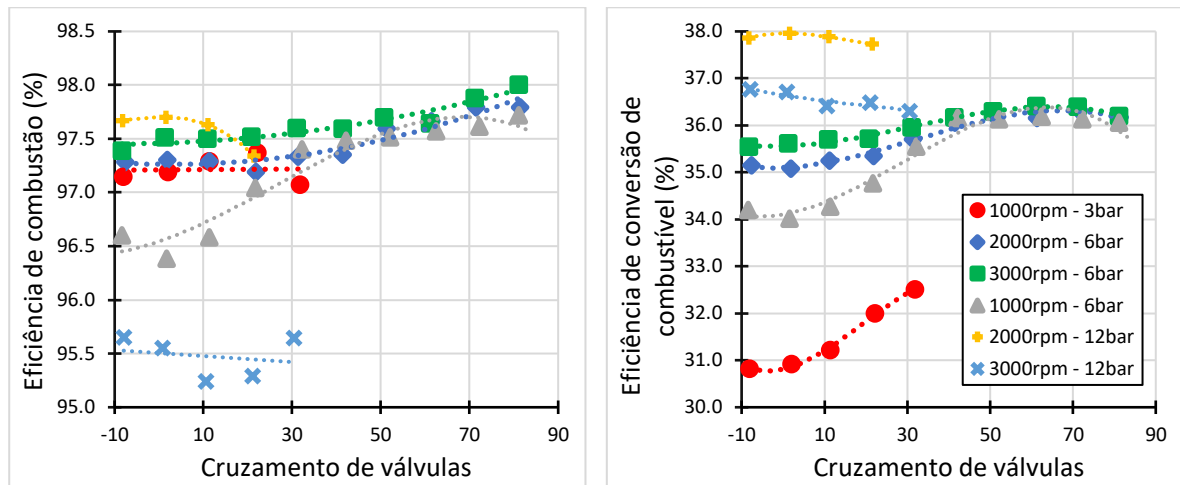 Eficiência de combustão (%)
98.5
98.0
97.5
97.0
96.5
96.0
95.5
95.0
-10
10
30
50
70
90
Cruzamento de válvulas
Eficiência de conversão de
combustível (%)
38.0
37.0
36.0
35.0
34.0
33.0
32.0
31.0
30.0
-10
10
30
50
70
90
Cruzamento de válvulas
1000rpm - 3bar
2000rpm - 6bar
3000rpm - 6bar
1000rpm - 6bar
2000rpm - 12bar
3000rpm - 12bar